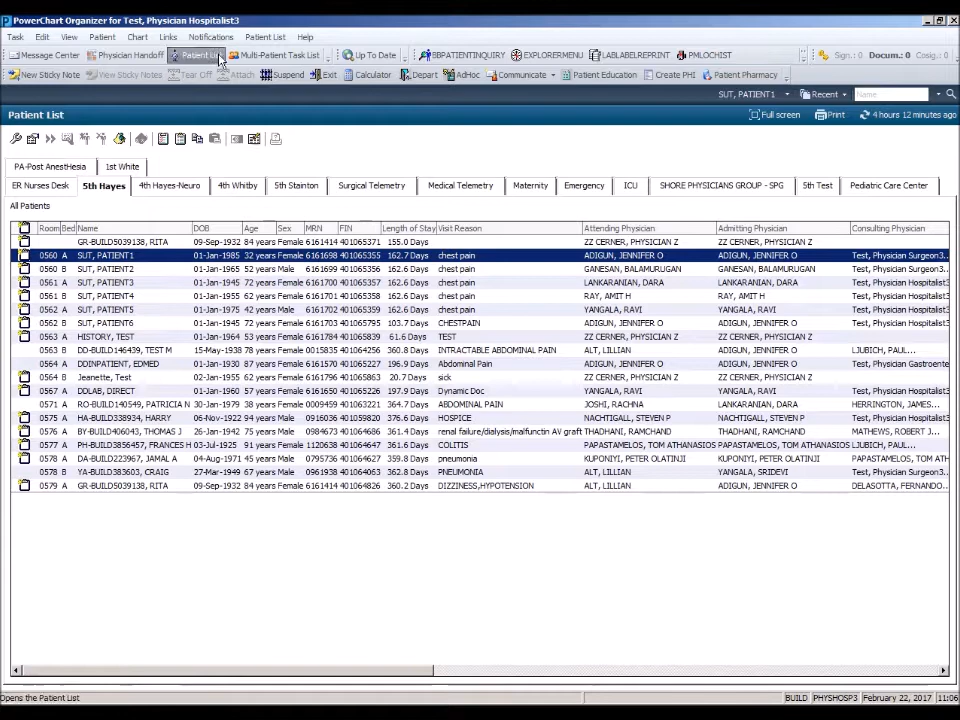 PowerChart Organizer for Test, Physician Hospitalist3
Task Edit View Patient Chart Links Notifications Patient List Help
Message Center Physician Handoff Patient List Multi-Patient Task List Up To Date BBPATIENTINQUIRY EXPLORERMENU LABLABELREPRINT PMLOCHIST Sign.: 0 Docum.: 0 Cosig.: 0
New Sticky Note View Sticky Notes Tear Off Attach Suspend Exit Calculator Depart AdHoc Communicate Patient Education Create PHI Patient Pharmacy
SUT, PATIENT1 Recent Name
Patient List Full screen Print 4 hours 12 minutes ago
PA-Post Anesthesia 1st White
ER Nurses Desk 5th Hayes 4th Hayes-Neuro 4th Whitby 5th Stainton Surgical Telemetry Medical Telemetry Maternity Emergency ICU SHORE PHYSICIANS GROUP - SPG 5th Test Pediatric Care Center
All Patients
Room Bed Name DOB Age Sex MRN FIN Length of Stay Visit Reason Attending Physician Admitting Physician Consulting Physician
GR-BUILD5039138, RITA 09-Sep-1932 84 years Female 6161414 401065371 155.0 Days ZZ CERNER, PHYSICIAN Z ZZ CERNER, PHYSICIAN Z
0560 A SUT, PATIENT1 01-Jan-1985 32 years Female 6161698 401065355 162.7 Days chest pain ADIGUN, JENNIFER O ADIGUN, JENNIFER O Test, Physician Surgeon3..
0560 B SUT, PATIENT2 01-Jan-1965 52 years Male 6161699 401065356 162.6 Days chest pain GANESAN, BALAMURUGAN GANESAN, BALAMURUGAN Test, Physician Surgeon3..
0561 A SUT, PATIENT3 01-Jan-1945 72 years Female 6161700 401065357 162.6 Days chest pain LANKARANIAN, DARA LANKARANIAN, DARA Test, Physician Hospitalist3
0561 B SUT, PATIENT4 01-Jan-1955 62 years Female 6161701 401065358 162.6 Days chest pain RAY, AMIT H RAY, AMIT H Test, Physician Hospitalist3
0562 A SUT, PATIENT5 01-Jan-1975 42 years Male 6161702 401065359 162.6 Days chest pain YANGALA, RAVI YANGALA, RAVI Test, Physician Hospitalist3
0562 B SUT, PATIENT6 01-Jan-1945 72 years Female 6161703 401065795 103.7 Days CHESTPAIN ADIGUN, JENNIFER O ADIGUN, JENNIFER O Test, Physician Hospitalist3
0563 A HISTORY, TEST 01-Jan-1964 53 years Female 6161784 401065839 61.6 Days TEST YANGALA, RAVI YANGALA, RAVI
0563 B DD-BUILD146439, TEST M 15-May-1938 78 years Female 0015835 401064256 360.8 Days INTRACTABLE ABDOMINAL PAIN ALT, LILLIAN ADIGUN, JENNIFER O LJUBICH, PAUL...
0564 A DDINPATIENT, EDMED 01-Jan-1930 87 years Female 6161570 401065227 196.9 Days Abdominal Pain ADIGUN, JENNIFER O ADIGUN, JENNIFER O Test, Physician Gastroente
0564 B Jeanette, Test 02-Jan-1955 62 years Female 6161796 401065863 20.7 Days sick ZZ CERNER, PHYSICIAN Z ZZ CERNER, PHYSICIAN Z
0567 A DDLAB, DIRECT 01-Jan-1960 57 years Female 6161650 401065326 197.9 Days Dynamic Doc YANGALA, RAVI YANGALA, RAVI Test, Physician Hospitalist3
0571 A RO-BUILD140549, PATRICIA N 30-Jan-1979 38 years Female 0009459 401063221 384.7 Days ABDOMINAL PAIN JOSHI, RACHNA LANKARANIAN, DARA HERRINGTON, JAMES...
0575 A HA-BUILD338934, HARRY 06-Nov-1922 94 years Male 0916036 401059820 376.6 Days HOSPICE NACHTIGALL, STEVEN P NACHTIGALL, STEVEN P Test, Physician Hospitalist3
0576 A BY-BUILD406043, THOMAS J 26-Jan-1942 75 years Male 0984673 401064086 361.4 Days renal failure/dialysis/malfunctin AV graft THADHANI, RAMCHAND THADHANI, RAMCHAND MATHEWS, ROBERT J...
0577 A PH-BUILD3856457, FRANCES H 03-Jul-1925 91 years Female 1120638 401064647 361.6 Days COLITIS PAPASTAMELOS, TOM ATHANASIOS PAPASTAMELOS, TOM ATHANASIOS LJUBICH, PAUL...
0578 A DA-BUILD223967, JAMAL A 04-Aug-1971 45 years Male 0795736 401064627 359.8 Days pneumonia KUPONIYI, PETER OLATINJI KUPONIYI, PETER OLATINJI PAPASTAMELOS, TOM ATH
0578 B YA-BUILD383603, CRAIG 27-Mar-1949 67 years Male 0961938 401064063 362.8 Days PNEUMONIA ALT, LILLIAN YANGALA, SRIDEVI Test, Physician Surgeon3..
0579 A GR-BUILD5039138, RITA 09-Sep-1932 84 years Female 6161414 401064826 360.2 Days DIZZINESS,HYPOTENSION ALT, LILLIAN ADIGUN, JENNIFER O DELASOTTA, FERNANDO...
Opens the Patient List BUILD PHYSHOSP3 February 22, 2017 11:06